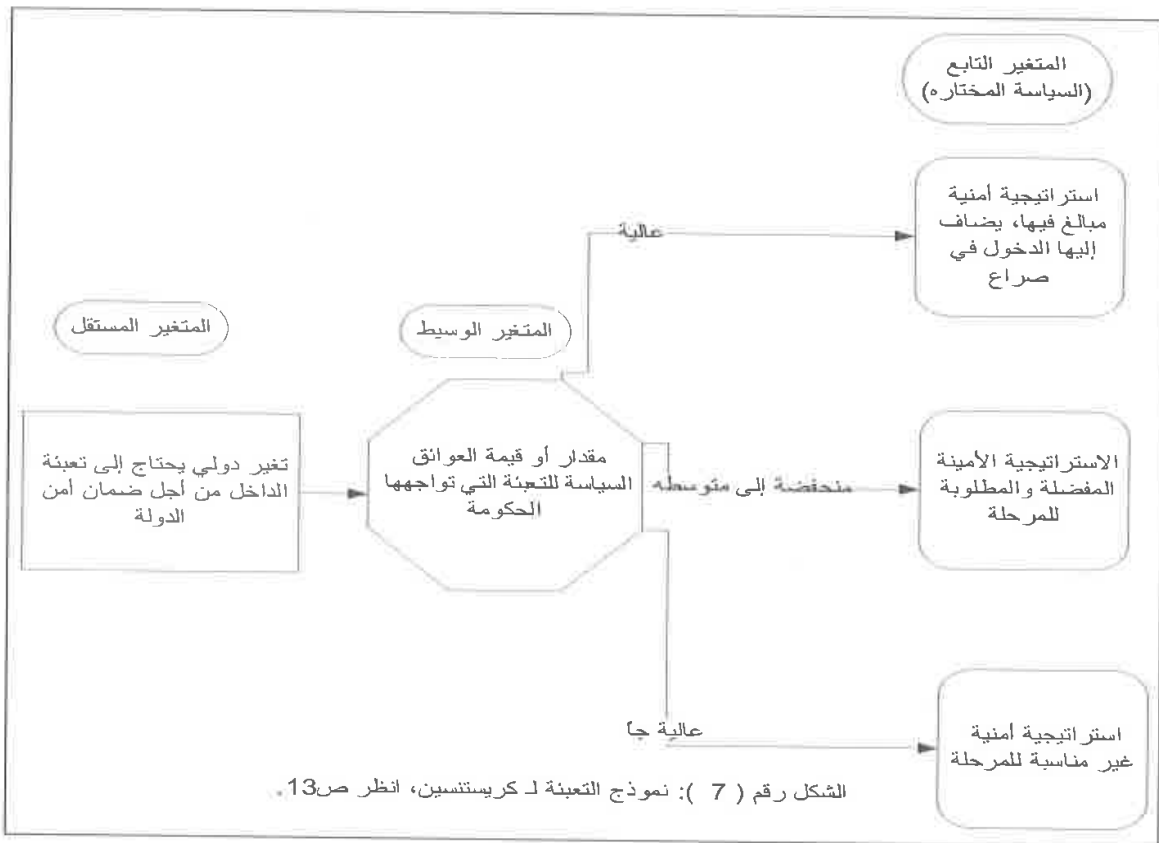 المتغير التابع
(السياسة المختاره)
استراتيجية أمنية
مبالغ فيها، يضاف
إليها الدخول في
صراع
عالية
المتغير المستقل
المتغير الوسيط
تغير دولي يحتاج إلى تعبئة
الداخل من أجل ضمان أمن
الدولة
مقدار أو قيمة العوائق
السياسة للتعبئة التي تواجهها
الحكومة
منخفضة إلى متوسطه
الاستراتيجية الأمينة
المفضلة والمطلوبة
للمرحلة
عالية جاً
استراتيجية أمنية
غير مناسبة للمرحلة
الشكل رقم ( 7 ): نموذج التعبئة لـ كريستنسين، انظر ص13.